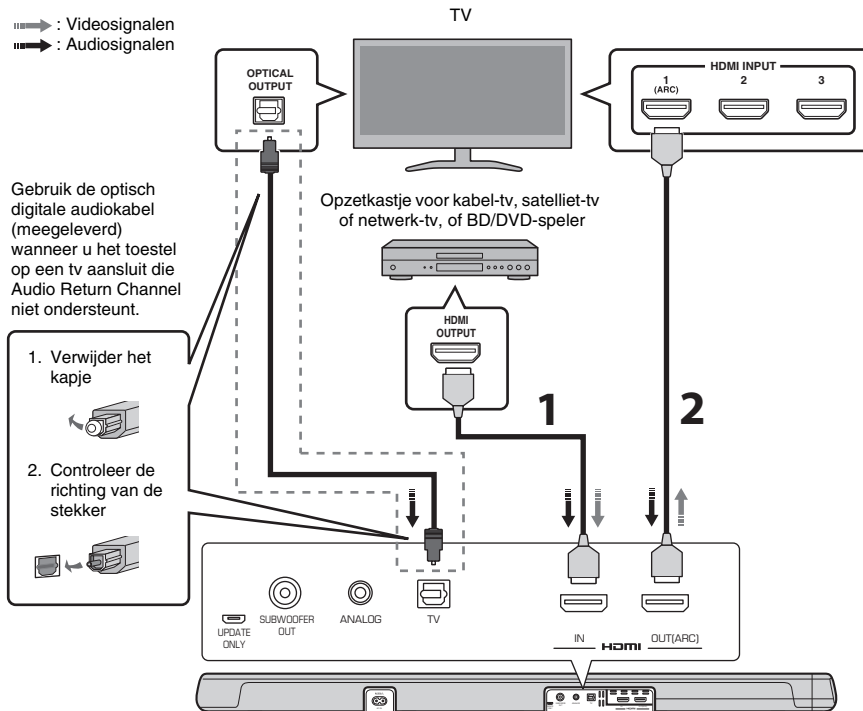 : Videosignalen
: Audiosignalen
TV
OPTICAL
OUTPUT
HDMI INPUT
1
(ARC)
2
3
Gebruik de optisch
digitale audiokabel
(meegeleverd)
wanneer u het toestel
op een tv aansluit die
Audio Return Channel
niet ondersteunt.
Opzetkastje voor kabel-tv, satelliet-tv
of netwerk-tv, of BD/DVD-speler
HDMI
OUTPUT
1. Verwijder het
kapje
2. Controleer de
richting van de
stekker
1
2
UPDATE
ONLY
SUBWOOFER
OUT
ANALOG
TV
IN
HDMI
OUT(ARC)